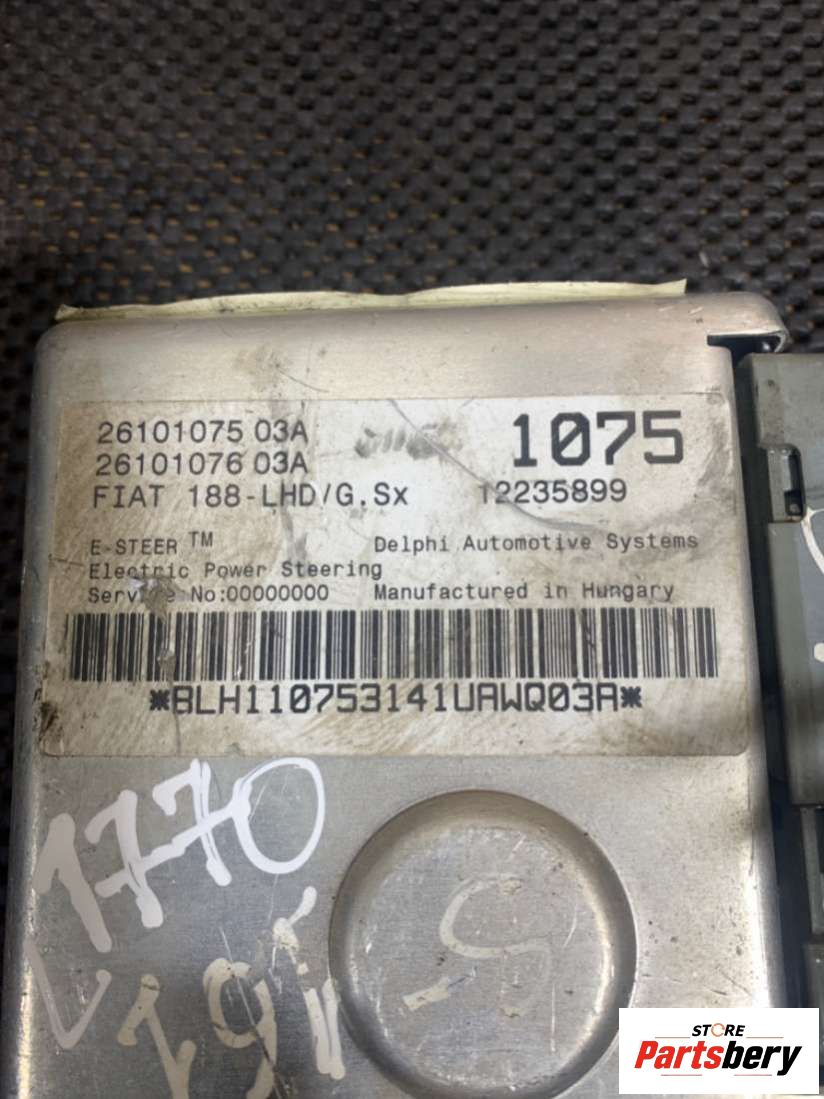 26101075 03A
1075
26101076 03A
FIAT 188-LHD/G.Sx 12235899
E-STEER TM Delphi Automotive Systems
Electric Power Steering
Service No:00000000 Manufactured in Hungary
*BLH110753141UAWQ03A*
1770
STORE
Partsbery